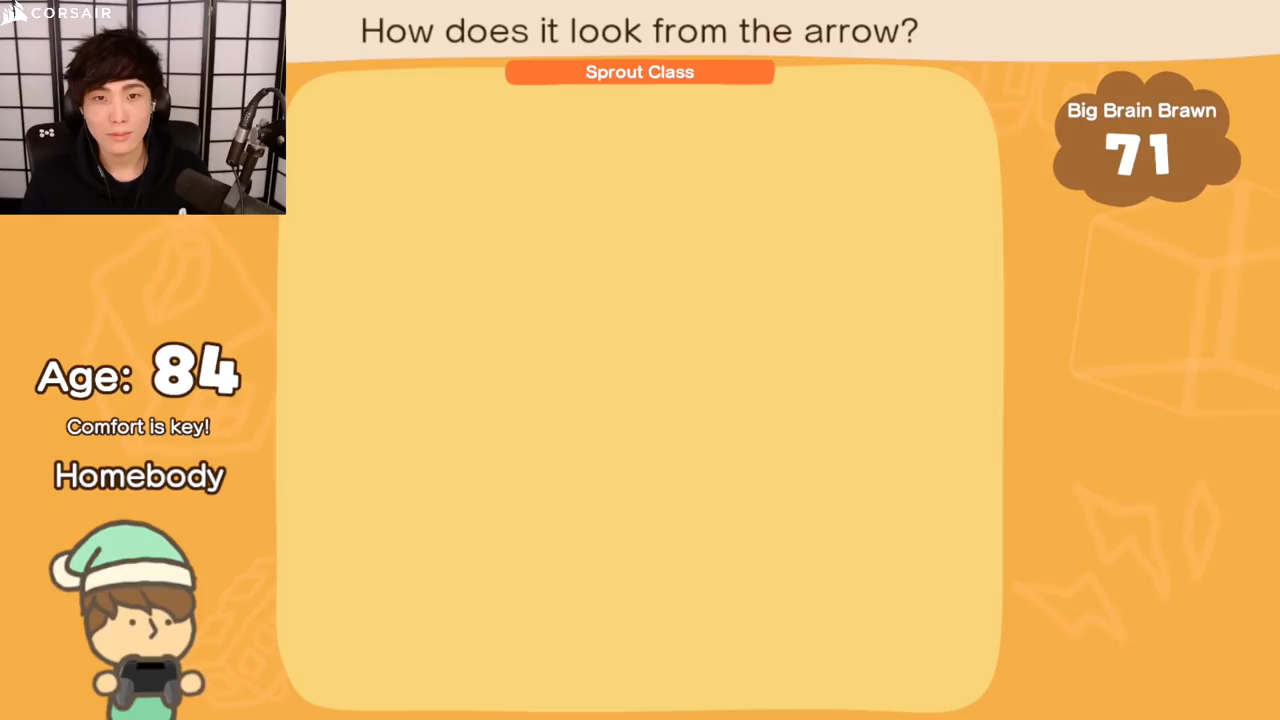 CORSAIR
How does it look from the arrow?
Sprout Class
Big Brain Brawn
71
Age: 84
Comfort is key!
Homebody